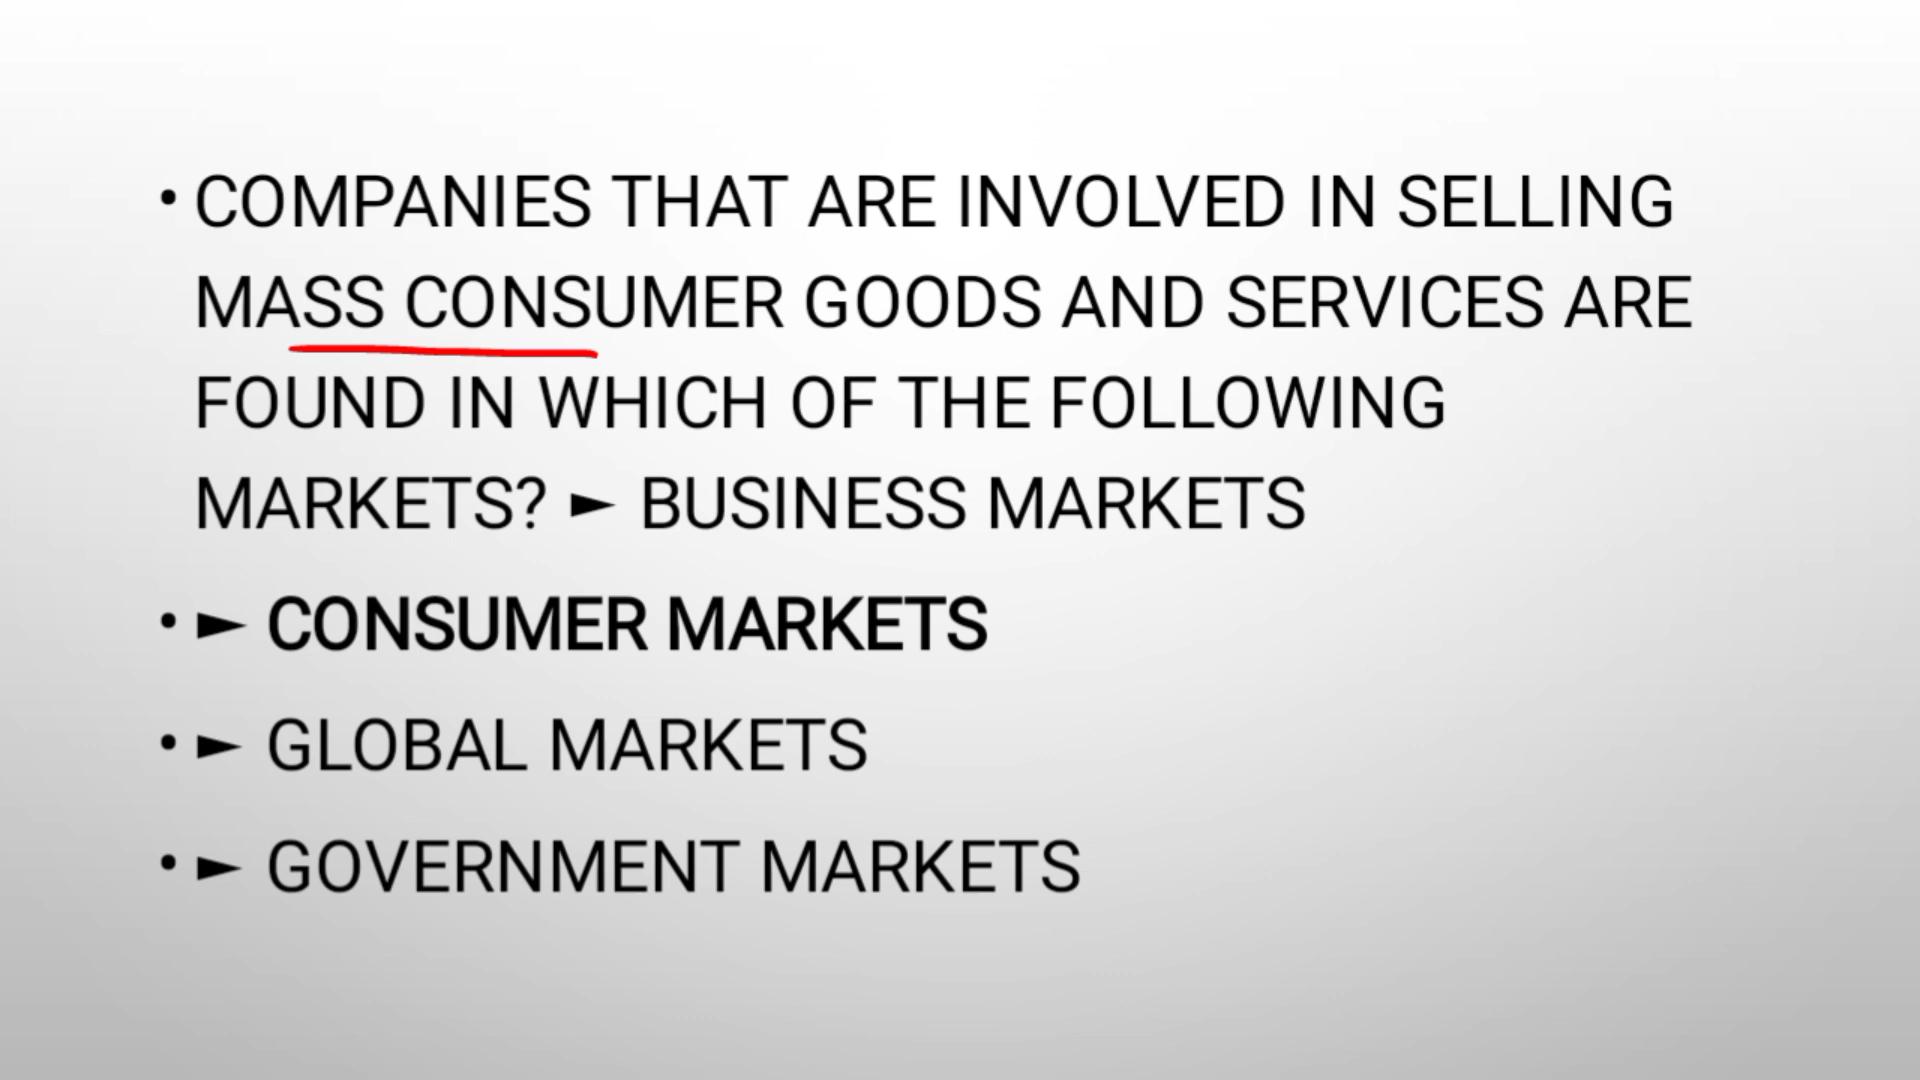 • COMPANIES THAT ARE INVOLVED IN SELLING
MASS CONSUMER GOODS AND SERVICES ARE
FOUND IN WHICH OF THE FOLLOWING
MARKETS? ► BUSINESS MARKETS
• ► CONSUMER MARKETS
• ► GLOBAL MARKETS
• ► GOVERNMENT MARKETS